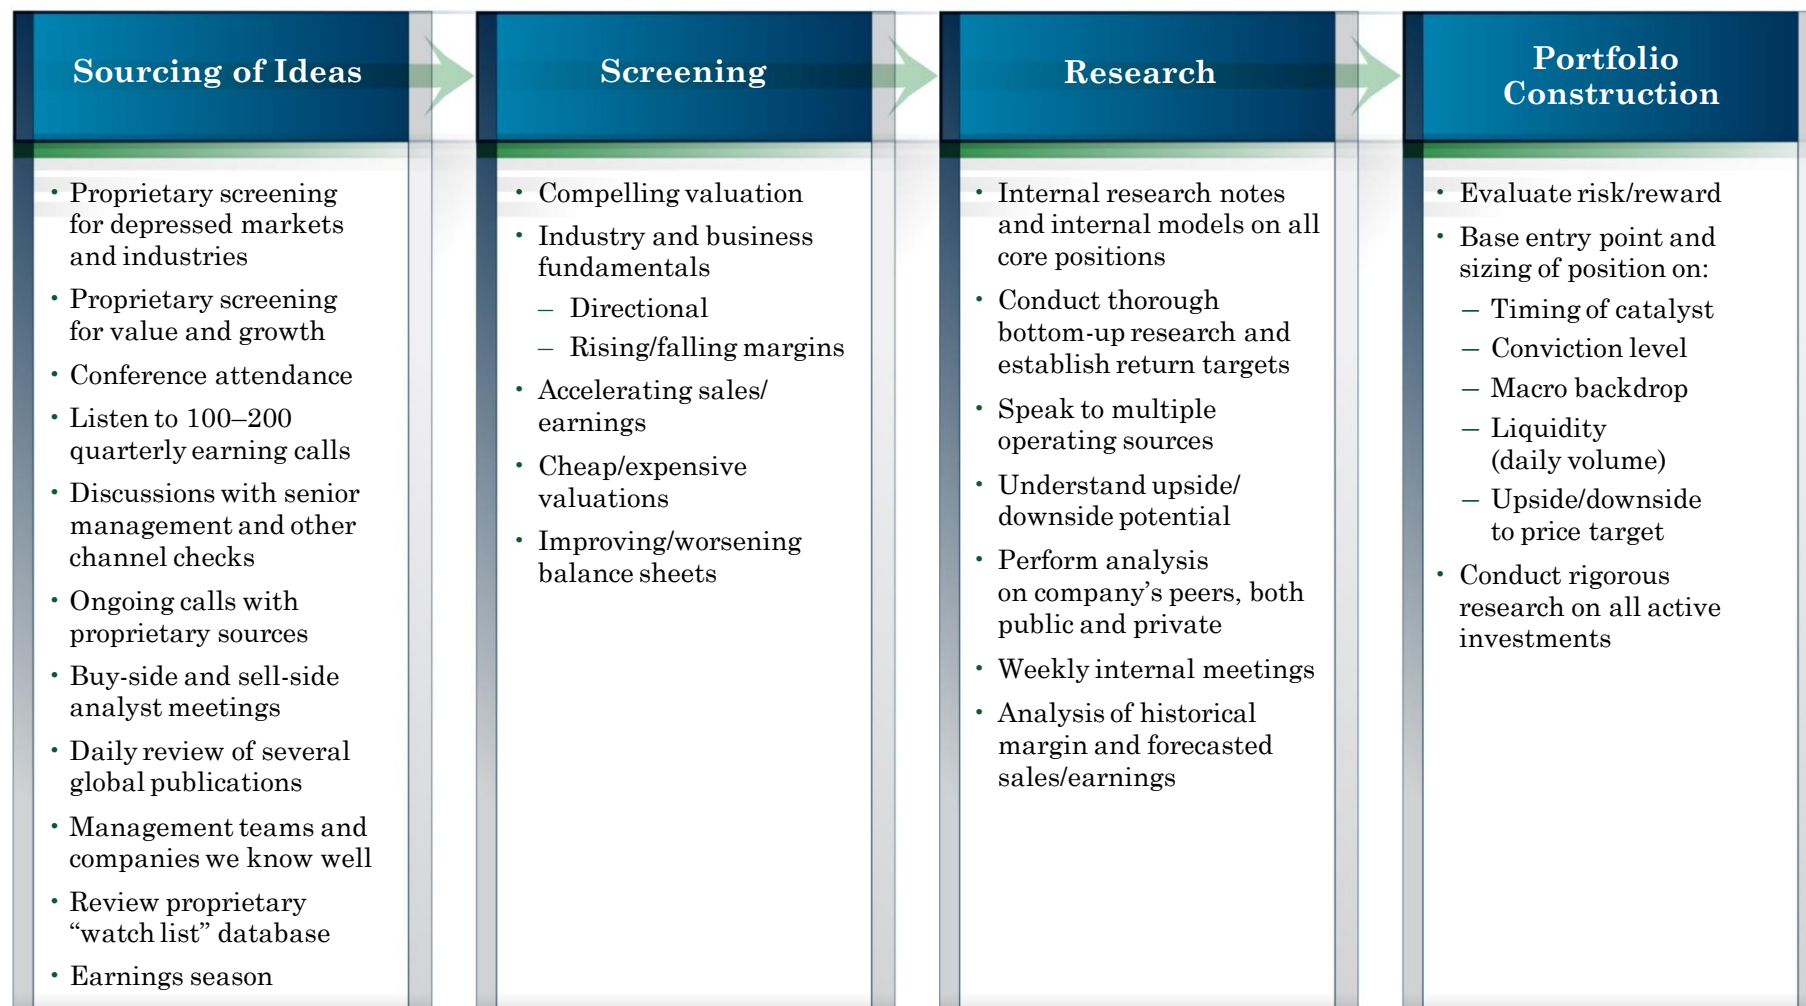 Sourcing of Ideas
• Proprietary screening
for depressed markets
and industries
• Proprietary screening
for value and growth
• Conference attendance
• Listen to 100–200
quarterly earning calls
• Discussions with senior
management and other
channel checks
• Ongoing calls with
proprietary sources
• Buy-side and sell-side
analyst meetings
• Daily review of several
global publications
• Management teams and
companies we know well
• Review proprietary
“watch list” database
• Earnings season
Screening
• Compelling valuation
• Industry and business
fundamentals
– Directional
– Rising/falling margins
• Accelerating sales/
earnings
• Cheap/expensive
valuations
• Improving/worsening
balance sheets
Research
• Internal research notes
and internal models on all
core positions
• Conduct thorough
bottom-up research and
establish return targets
• Speak to multiple
operating sources
• Understand upside/
downside potential
• Perform analysis
on company’s peers, both
public and private
• Weekly internal meetings
• Analysis of historical
margin and forecasted
sales/earnings
Portfolio
Construction
• Evaluate risk/reward
• Base entry point and
sizing of position on:
– Timing of catalyst
– Conviction level
– Macro backdrop
– Liquidity
(daily volume)
– Upside/downside
to price target
• Conduct rigorous
research on all active
investments